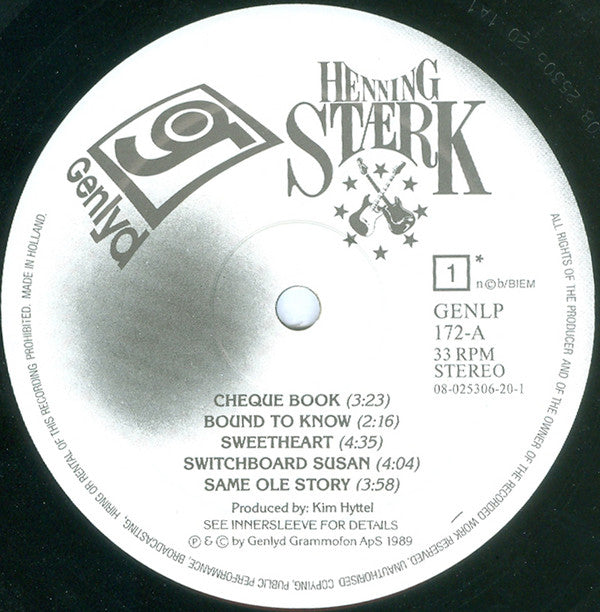 Genlyd
HENNING
STÆRK
1 * n©b/BIEM
GENLP
172-A
33 RPM
STEREO
08-025306-20-1
CHEQUE BOOK (3:23)
BOUND TO KNOW (2:16)
SWEETHEART (4:35)
SWITCHBOARD SUSAN (4:04)
SAME OLE STORY (3:58)
Produced by: Kim Hyttel
SEE INNERSLEEVE FOR DETAILS
℗ & © by Genlyd Grammofon ApS 1989
ALL RIGHTS OF THE PRODUCER AND OF THE OWNER OF THE RECORDED WORK RESERVED. UNAUTHORISED COPYING, PUBLIC PERFORMANCE, BROADCASTING, HIRING OR RENTAL OF THIS RECORDING PROHIBITED. MADE IN HOLLAND.